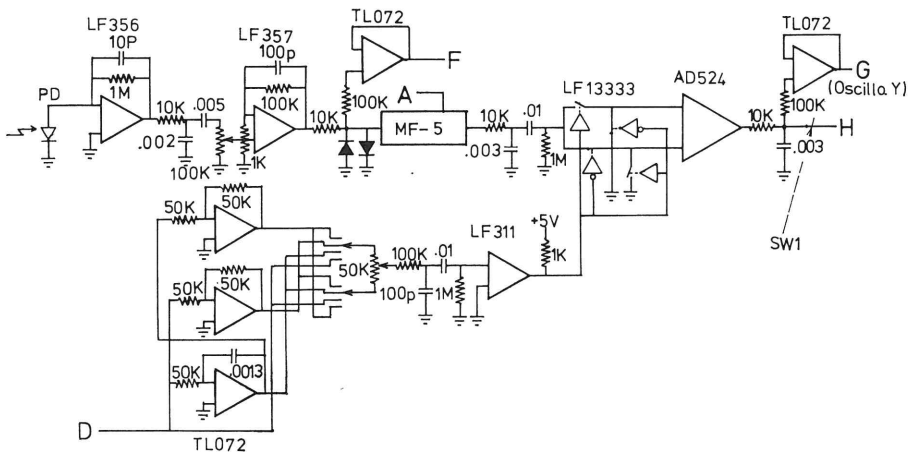 LF356
10P
1M
PD
10K
.005
.002
100K
LF357
100p
100K
1K
10K
TL072
F
100K
A
MF-5
10K
.01
.003
1M
LF13333
AD524
TL072
G
(Oscilla Y)
100K
10K
H
.003
SW1
50K
50K
50K
50K
50K
.0013
50K
100K
.01
100p
1M
LF311
+5V
1K
D
TL072